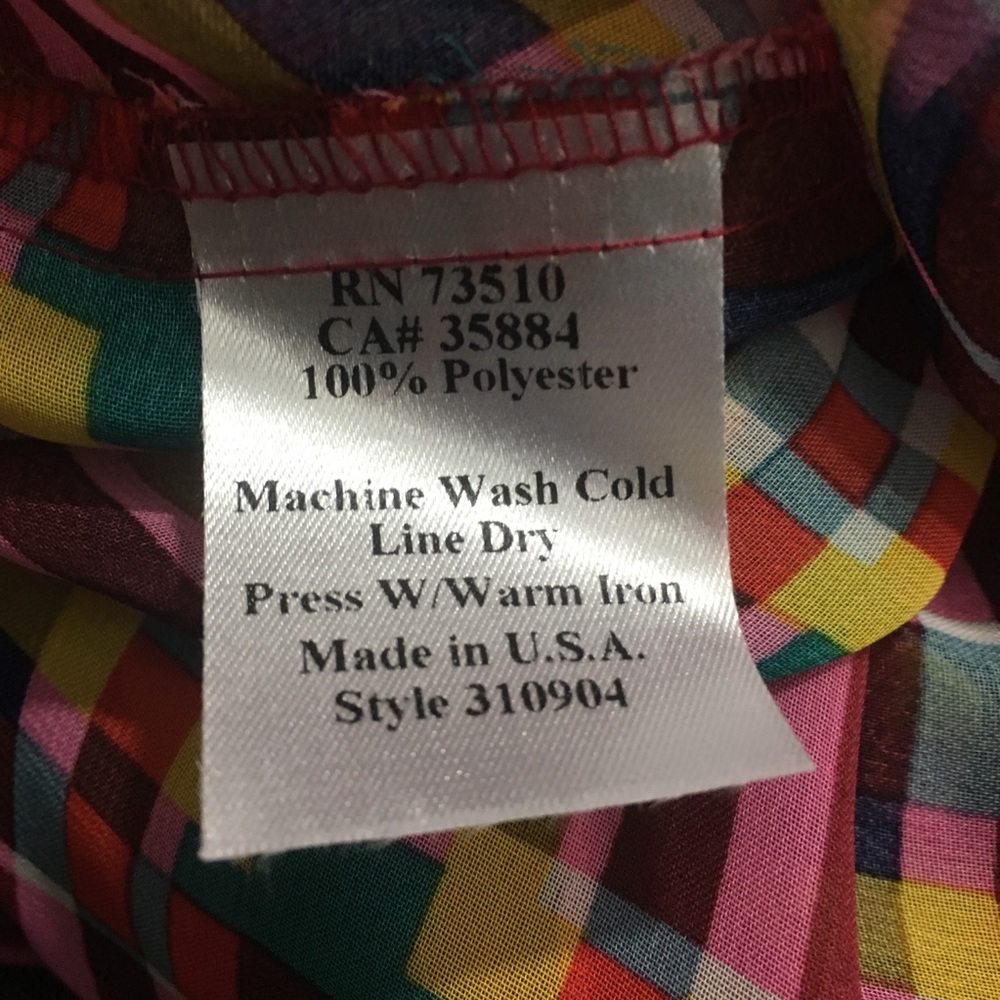 RN 73510
CA# 35884
100% Polyester
Machine Wash Cold
Line Dry
Press W/Warm Iron
Made in U.S.A.
Style 310904